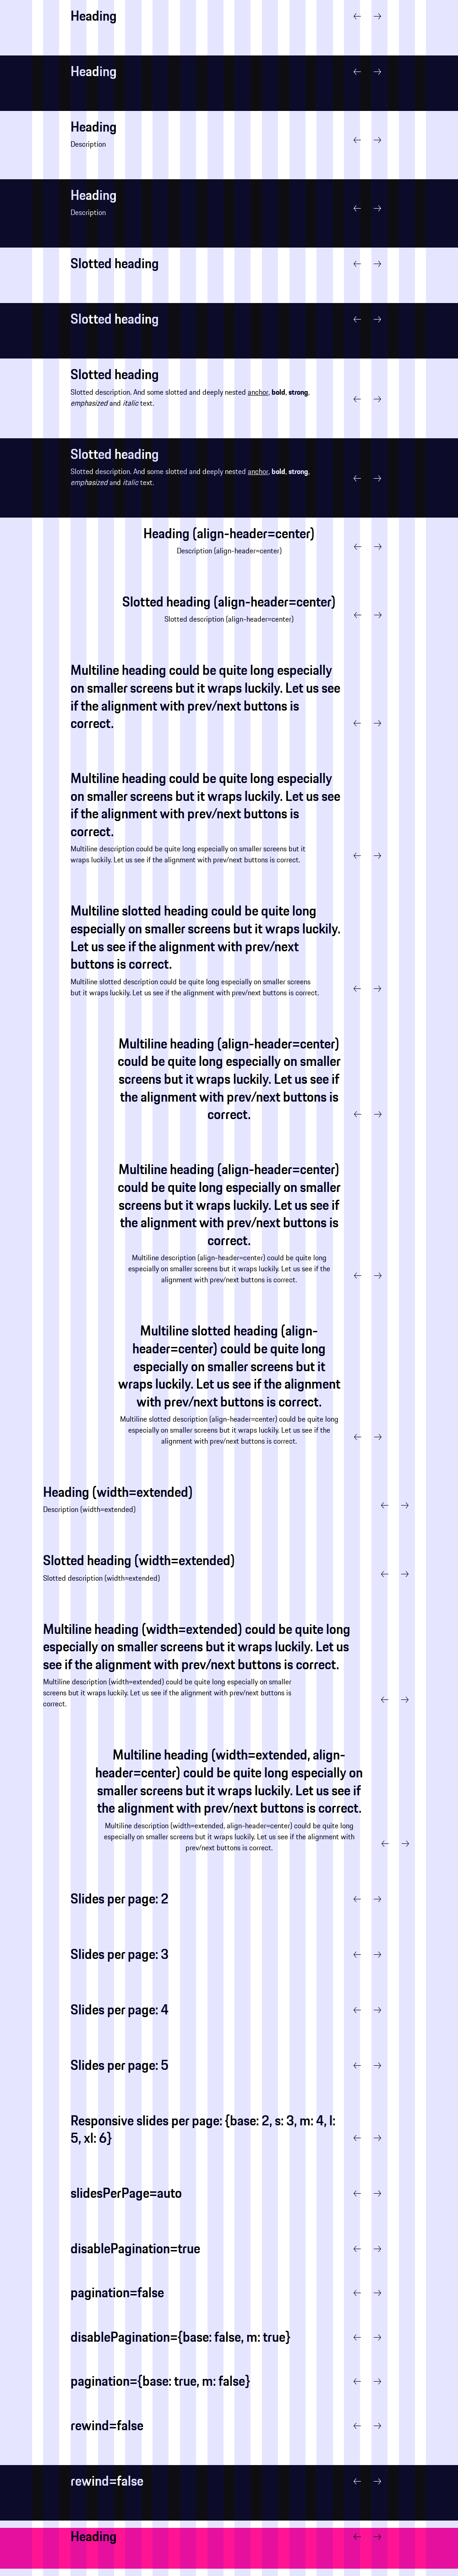 Heading
Heading
Heading
Description
Heading
Description
Slotted heading
Slotted heading
Slotted heading
Slotted description. And some slotted and deeply nested anchor, bold, strong,
emphasized and italic text.
Slotted heading
Slotted description. And some slotted and deeply nested anchor, bold, strong,
emphasized and italic text.
Heading (align-header=center)
Description (align-header=center)
Slotted heading (align-header=center)
Slotted description (align-header=center)
Multiline heading could be quite long especially
on smaller screens but it wraps luckily. Let us see
if the alignment with prev/next buttons is
correct.
Multiline heading could be quite long especially
on smaller screens but it wraps luckily. Let us see
if the alignment with prev/next buttons is
correct.
Multiline description could be quite long especially on smaller screens but it
wraps luckily. Let us see if the alignment with prev/next buttons is correct.
Multiline slotted heading could be quite long
especially on smaller screens but it wraps luckily.
Let us see if the alignment with prev/next
buttons is correct.
Multiline slotted description could be quite long especially on smaller screens
but it wraps luckily. Let us see if the alignment with prev/next buttons is correct.
Multiline heading (align-header=center)
could be quite long especially on smaller
screens but it wraps luckily. Let us see if
the alignment with prev/next buttons is
correct.
Multiline heading (align-header=center)
could be quite long especially on smaller
screens but it wraps luckily. Let us see if
the alignment with prev/next buttons is
correct.
Multiline description (align-header=center) could be quite long
especially on smaller screens but it wraps luckily. Let us see if the
alignment with prev/next buttons is correct.
Multiline slotted heading (align-
header=center) could be quite long
especially on smaller screens but it
wraps luckily. Let us see if the alignment
with prev/next buttons is correct.
Multiline slotted description (align-header=center) could be quite long
especially on smaller screens but it wraps luckily. Let us see if the
alignment with prev/next buttons is correct.
Heading (width=extended)
Description (width=extended)
Slotted heading (width=extended)
Slotted description (width=extended)
Multiline heading (width=extended) could be quite long
especially on smaller screens but it wraps luckily. Let us
see if the alignment with prev/next buttons is correct.
Multiline description (width=extended) could be quite long especially on smaller
screens but it wraps luckily. Let us see if the alignment with prev/next buttons is
correct.
Multiline heading (width=extended, align-
header=center) could be quite long especially on
smaller screens but it wraps luckily. Let us see if
the alignment with prev/next buttons is correct.
Multiline description (width=extended, align-header=center) could be quite long
especially on smaller screens but it wraps luckily. Let us see if the alignment with
prev/next buttons is correct.
Slides per page: 2
Slides per page: 3
Slides per page: 4
Slides per page: 5
Responsive slides per page: {base: 2, s: 3, m: 4, l:
5, xl: 6}
slidesPerPage=auto
disablePagination=true
pagination=false
disablePagination={base: false, m: true}
pagination={base: true, m: false}
rewind=false
rewind=false
Heading